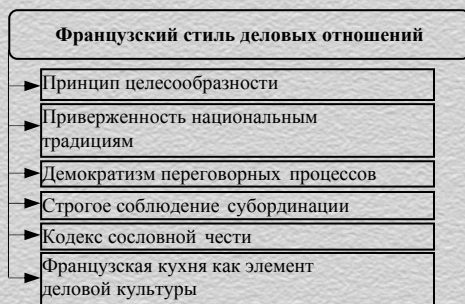 Французский стиль деловых отношений
Принцип целесообразности
Приверженность национальным
традициям
Демократизм переговорных процессов
Строгое соблюдение субординации
Кодекс сословной чести
Французская кухня как элемент
деловой культуры